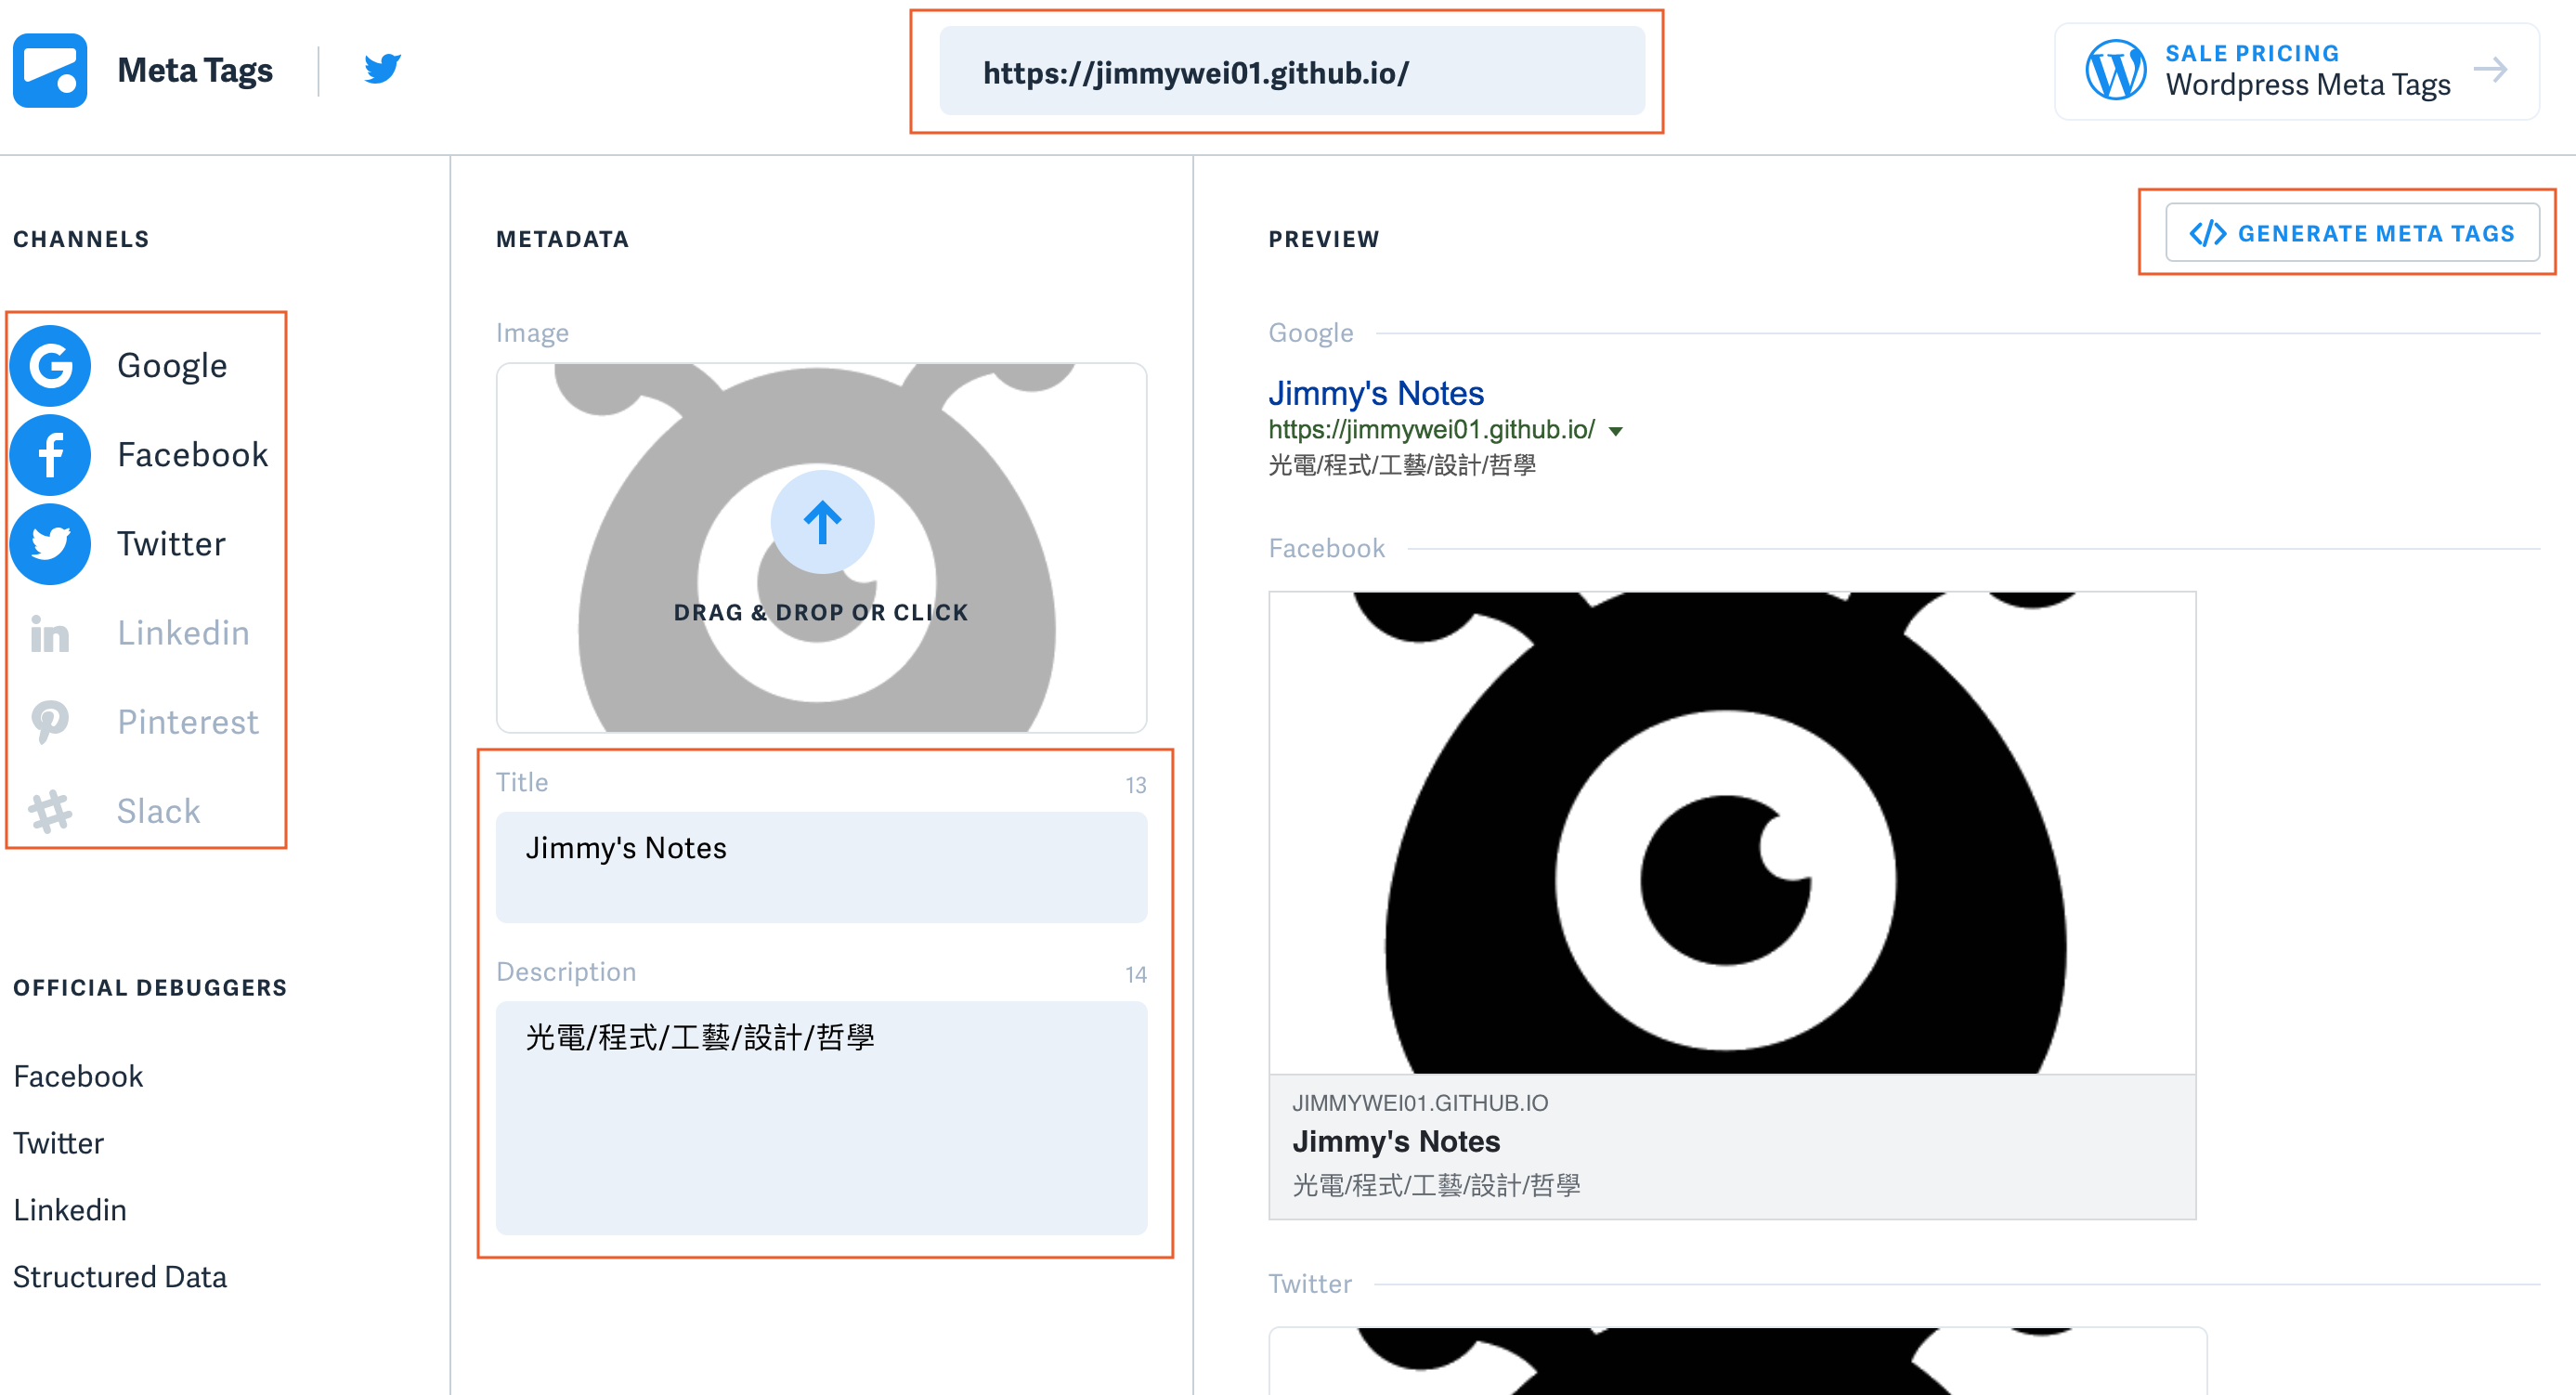 Meta Tags
https://jimmywei01.github.io/
SALE PRICING
Wordpress Meta Tags
CHANNELS
Google
Facebook
Twitter
Linkedin
Pinterest
Slack
OFFICIAL DEBUGGERS
Facebook
Twitter
Linkedin
Structured Data
METADATA
Image
DRAG & DROP OR CLICK
Title 13
Jimmy's Notes
Description 14
光電/程式/工藝/設計/哲學
PREVIEW
</> GENERATE META TAGS
Google
Jimmy's Notes
https://jimmywei01.github.io/
光電/程式/工藝/設計/哲學
Facebook
JIMMYWEI01.GITHUB.IO
Jimmy's Notes
光電/程式/工藝/設計/哲學
Twitter